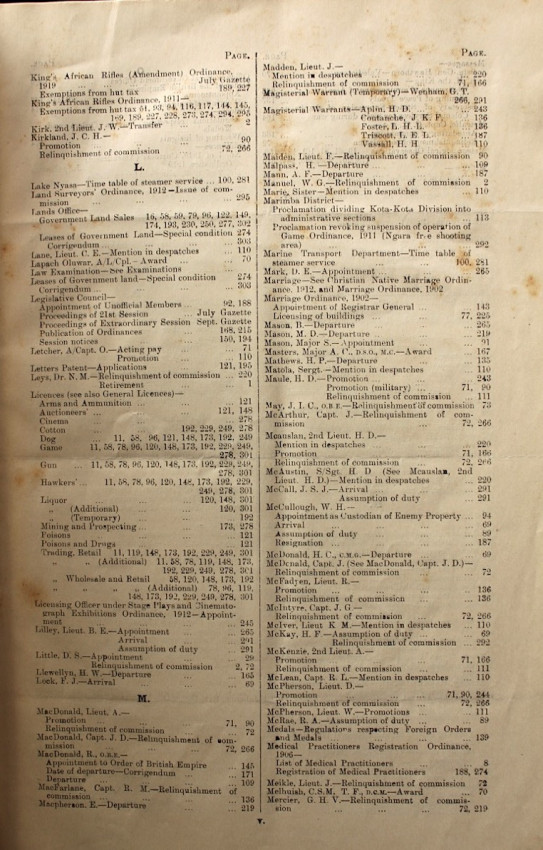 PAGE.
King's African Rifles (Amendment) Ordinance,
1919 ... ... July Gazette
Exemptions from hut tax ... 189, 227
King's African Rifles Ordinance, 1911—
Exemptions from hut tax 51, 93, 94, 116, 117, 144, 145,
189, 189, 227, 228, 273, 274, 294, 295
Kirk, 2nd Lieut. J. W.—Transfer ... 2
Kirkland, J. C. H.—
Promotion ... 90
Relinquishment of commission ... 72, 266
L.
Lake Nyasa—Time table of steamer service ... 100, 281
Land Surveyors' Ordinance, 1912—Issue of com-
mission ... 295
Lands Office—
Government Land Sales 16, 58, 59, 79, 96, 122, 149,
174, 193, 230, 250, 277, 302
Leases of Government Land—Special condition 274
Corrigendum ... 303
Lane, Lieut. C. E.—Mention in despatches ... 110
Lapach Oluwar, A/L/Cpl.—Award ... 70
Law Examination—See Examinations
Leases of Government land—Special condition 274
Corrigendum ... 303
Legislative Council—
Appointment of Unofficial Members ... 92, 188
Proceedings of 21st Session ... July Gazette
Proceedings of Extraordinary Session Sept. Gazette
Publication of Ordinances ... 168, 215
Session notices ... 150, 194
Letcher, A/Capt. O.—Acting pay ... 71
Promotion ... 110
Letters Patent—Applications ... 121, 195
Leys, Dr. N. M.—Relinquishment of commission ... 220
Retirement ... 1
Licences (see also General Licences)—
Arms and Ammunition ... 121
Auctioneers' ... 121, 148
Cinema ... 278
Cotton ... 192, 229, 249, 278
Dog ... 11, 58, 96, 121, 148, 173, 192, 249
Game 11, 58, 78, 96, 120, 148, 173, 192, 229, 249,
278, 301
Gun ... 11, 58, 78, 96, 120, 148, 173, 192, 229, 249,
278, 301
Hawkers' ... 11, 58, 78, 96, 120, 148, 173, 192, 229,
249, 278, 301
Liquor ... 120, 148, 301
„ (Additional) ... 120, 301
„ (Temporary) ... 192
Mining and Prospecting ... 173, 278
Poisons ... 121
Poisons and Drugs ... 121
Trading, Retail 11, 119, 148, 173, 192, 229, 249, 301
„ „ (Additional) 11, 58, 78, 119, 148, 173,
192, 229, 249, 278, 301
„ Wholesale and Retail 58, 120, 148, 173, 192
„ „ „ „ (Additional) 78, 96, 119,
148, 173, 192, 229, 249, 278, 301
Licensing Officer under Stage Plays and Cinemato-
graph Exhibitions Ordinance, 1912—Appoint-
ment ... 245
Lilley, Lieut. B. E.—Appointment ... 265
Arrival ... 291
Assumption of duty ... 291
Little, D. S.—Appointment ... 29
Relinquishment of commission ... 2, 72
Llewellyn, H. W.—Departure ... 165
Lock, F. J.—Arrival ... 69
M.
MacDonald, Lieut. A.—
Promotion ... 71, 90
Relinquishment of commission ... 72
MacDonald, Capt. J. D.—Relinquishment of com-
mission ... 72, 266
MacDonald, R., O.B.E.—
Appointment to Order of British Empire ... 145
Date of departure—Corrigendum ... 171
Departure ... 109
MacFarlane, Capt. R. M.—Relinquishment of
commission ... 136
Macpherson, E.—Departure ... 219
PAGE.
Madden, Lieut. J.—
Mention in despatches ... 220
Relinquishment of commission ... 71, 166
Magisterial Warrant (Temporary)—Wenham, G. T.
266, 291
Magisterial Warrants—Aplin, H. D. ... 243
Coutanche, J. K. F. ... 136
Foster, L. H. L. ... 136
Triscott, L. E. L. ... 187
Vassall, H. H. ... 110
Maiden, Lieut. F.—Relinquishment of commission 90
Malpass, H.—Departure ... 109
Mann, A. F.—Departure ... 187
Manuel, W. G.—Relinquishment of commission ... 2
Marie, Sister—Mention in despatches ... 110
Marimba District—
Proclamation dividing Kota-Kota Division into
administrative sections ... 113
Proclamation revoking suspension of operation of
Game Ordinance, 1911 (Ngara free shooting
area) ... 292
Marine Transport Department—Time table of
steamer service ... 100, 281
Mark, D. E.—Appointment ... 265
Marriage—See Christian Native Marriage Ordin-
ance, 1912, and Marriage Ordinance, 1902
Marriage Ordinance, 1902—
Appointment of Registrar General ... 143
Licensing of buildings ... 77, 225
Mason, B.—Departure ... 265
Mason, M. D.—Departure ... 219
Mason, Major S.—Appointment ... 91
Masters, Major A. C., D.S.O., M.C.—Award ... 167
Mathews, H. F.—Departure ... 135
Matola, Sergt.—Mention in despatches ... 110
Maule, H. D.—Promotion ... 243
Promotion (military) ... 71, 90
Relinquishment of commission ... 111
May, J. I. C., O.B.E.—Relinquishment of commission 73
McArthur, Capt. J.—Relinquishment of com-
mission ... 72, 266
Mcauslan, 2nd Lieut. H. D.—
Mention in despatches ... 220
Promotion ... 71, 166
Relinquishment of commission ... 72, 266
McAustin, S/Sgt. H. D. (See Mcauslan, 2nd
Lieut. H. D.)—Mention in despatches ... 220
McCall, J. S. J.—Arrival ... 291
Assumption of duty ... 291
McCullough, W. H.—
Appointment as Custodian of Enemy Property ... 94
Arrival ... 69
Assumption of duty ... 89
Resignation ... 187
McDonald, H. C., C.M.G.—Departure ... 69
McDonald, Capt. J. (See MacDonald, Capt. J. D.)—
Relinquishment of commission ... 72
McFadyen, Lieut. R.—
Promotion ... 136
Relinquishment of commission ... 136
McIntyre, Capt. J. G.—
Relinquishment of commission ... 72, 266
McIver, Lieut K. M.—Mention in despatches ... 110
McKay, H. F.—Assumption of duty ... 69
Relinquishment of commission ... 292
McKenzie, 2nd Lieut. A.—
Promotion ... 71, 166
Relinquishment of commission ... 111
McLean, Capt. R. L.—Mention in despatches ... 110
McPherson, Lieut. D.—
Promotion ... 71, 90, 244
Relinquishment of commission ... 72, 266
McPherson, Lieut. W.—Promotions ... 111
McRae, R. A.—Assumption of duty ... 89
Medals—Regulations respecting Foreign Orders
and Medals ... 139
Medical Practitioners Registration Ordinance,
1906—
List of Medical Practitioners ... 8
Registration of Medical Practitioners 188, 274
Meikle, Lieut. J.—Relinquishment of commission 72
Melhuish, C.S.M. T. F., D.C.M.—Award ... 70
Mercier, G. H. V.—Relinquishment of commis-
sion ... 72, 219
v.